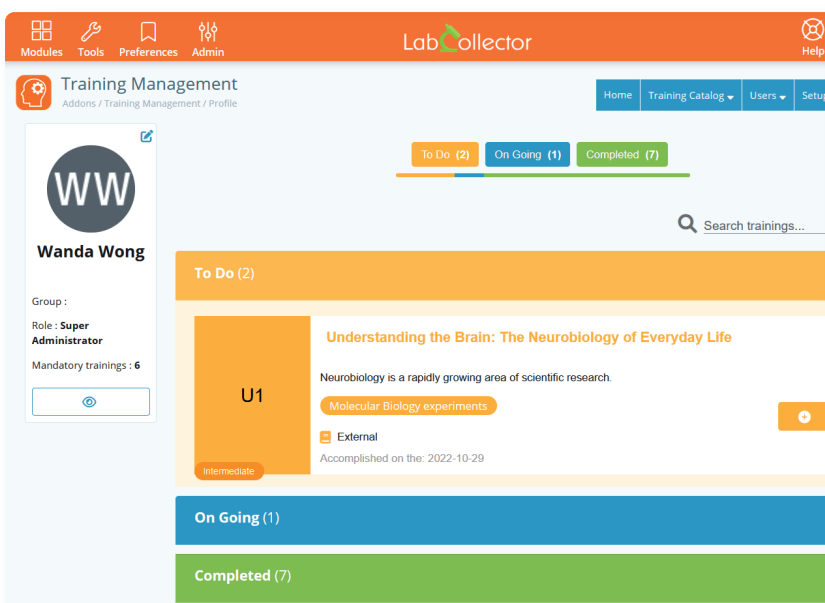 Modules Tools Preferences Admin
LabCollector
Help
Training Management
Addons / Training Management / Profile
Home Training Catalog Users Setup
WW
Wanda Wong
Group :
Role : Super
Administrator
Mandatory trainings : 6
To Do (2) On Going (1) Completed (7)
Search trainings...
To Do (2)
U1
Intermediate
Understanding the Brain: The Neurobiology of Everyday Life
Neurobiology is a rapidly growing area of scientific research.
Molecular Biology experiments
External
Accomplished on the: 2022-10-29
On Going (1)
Completed (7)